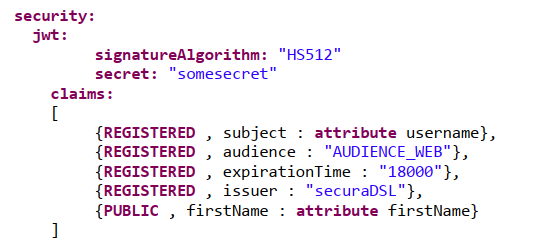 security:
jwt:
signatureAlgorithm: "HS512"
secret: "somesecret"
claims:
[
{REGISTERED , subject : attribute username},
{REGISTERED , audience : "AUDIENCE_WEB"},
{REGISTERED , expirationTime : "18000"},
{REGISTERED , issuer : "securaDSL"},
{PUBLIC , firstName : attribute firstName}
]